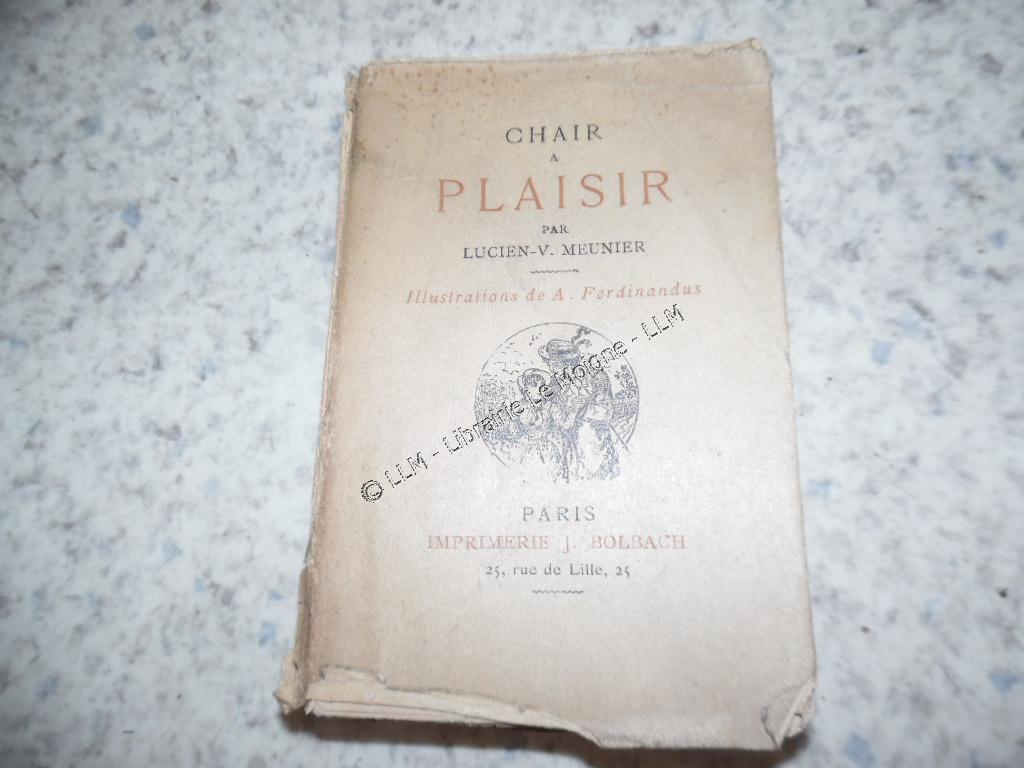 CHAIR
A
PLAISIR
PAR
LUCIEN-V. MEUNIER
Illustrations de A. Ferdinandus
© LLM - Librairie Le Moigne - LLM
PARIS
IMPRIMERIE J. BOLBACH
25, rue de Lille, 25